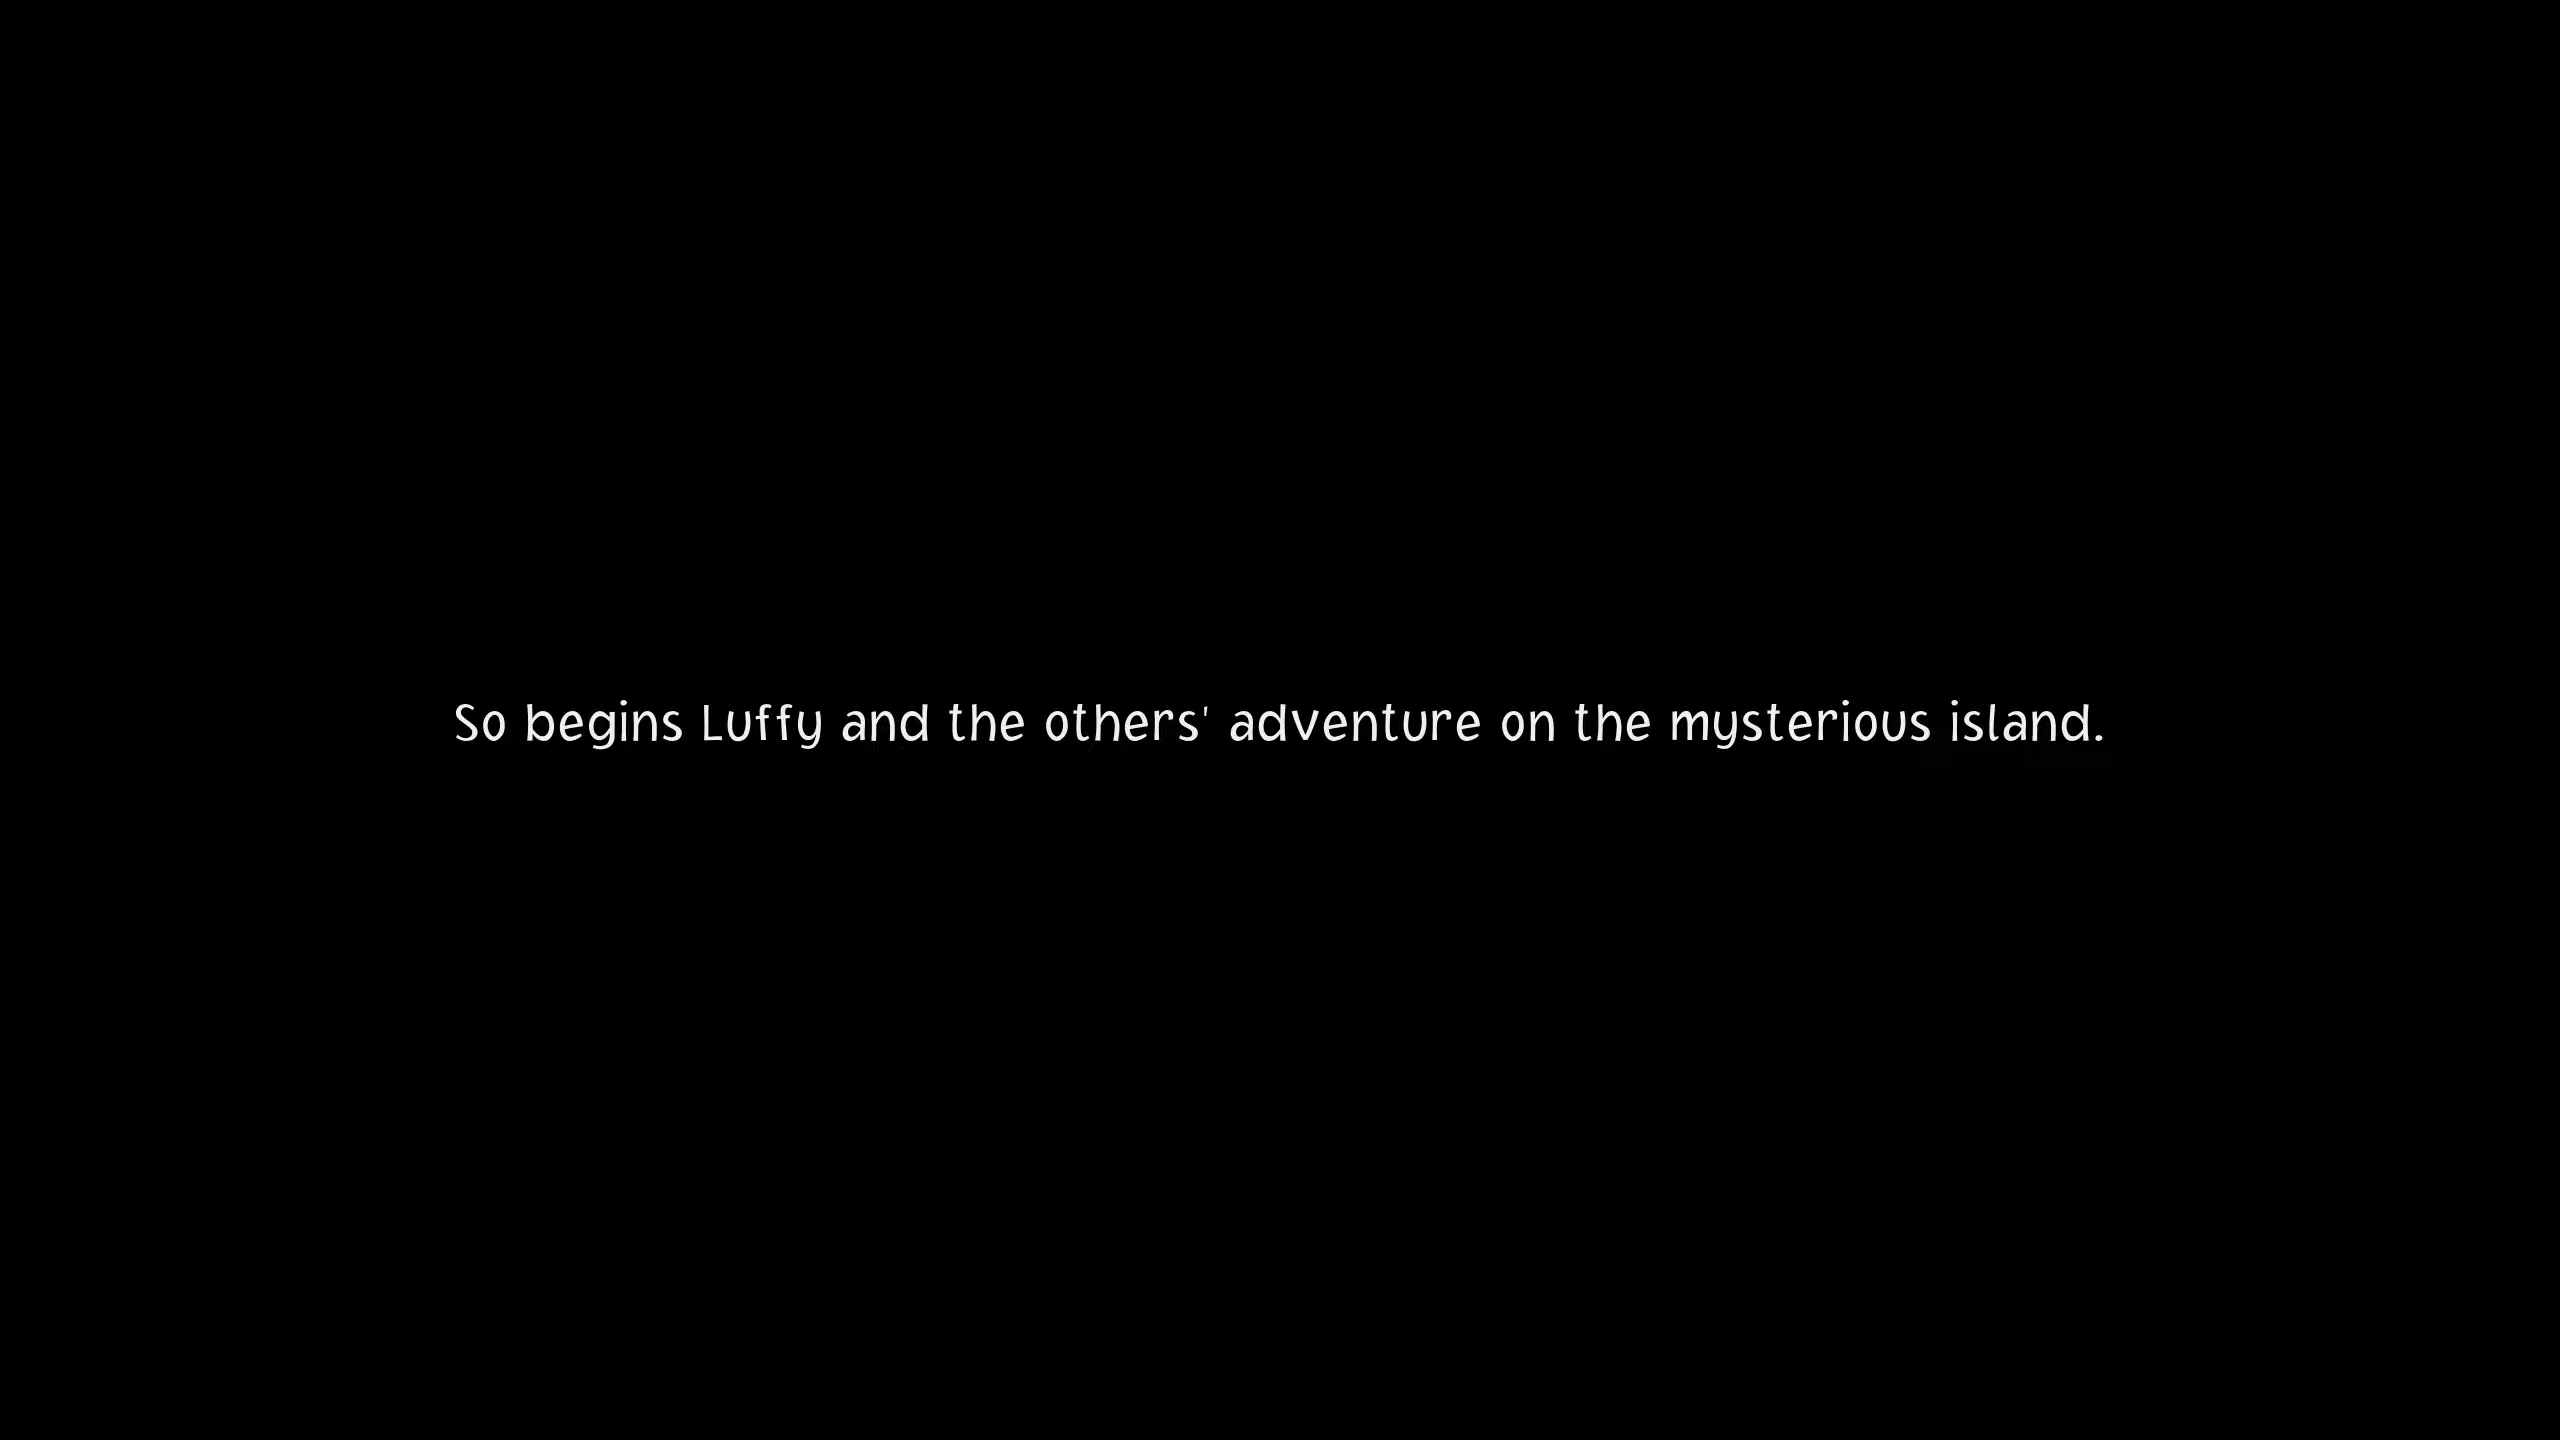 So begins Luffy and the others' adventure on the mysterious island.